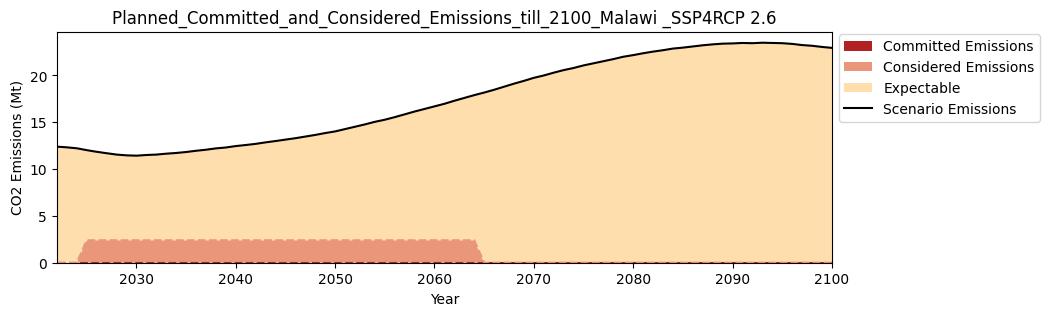 Planned_Committed_and_Considered_Emissions_till_2100_Malawi _SSP4RCP 2.6
Committed Emissions
Considered Emissions
Expectable
Scenario Emissions
CO2 Emissions (Mt)
20
15
10
5
0
2030 2040 2050 2060 2070 2080 2090 2100
Year